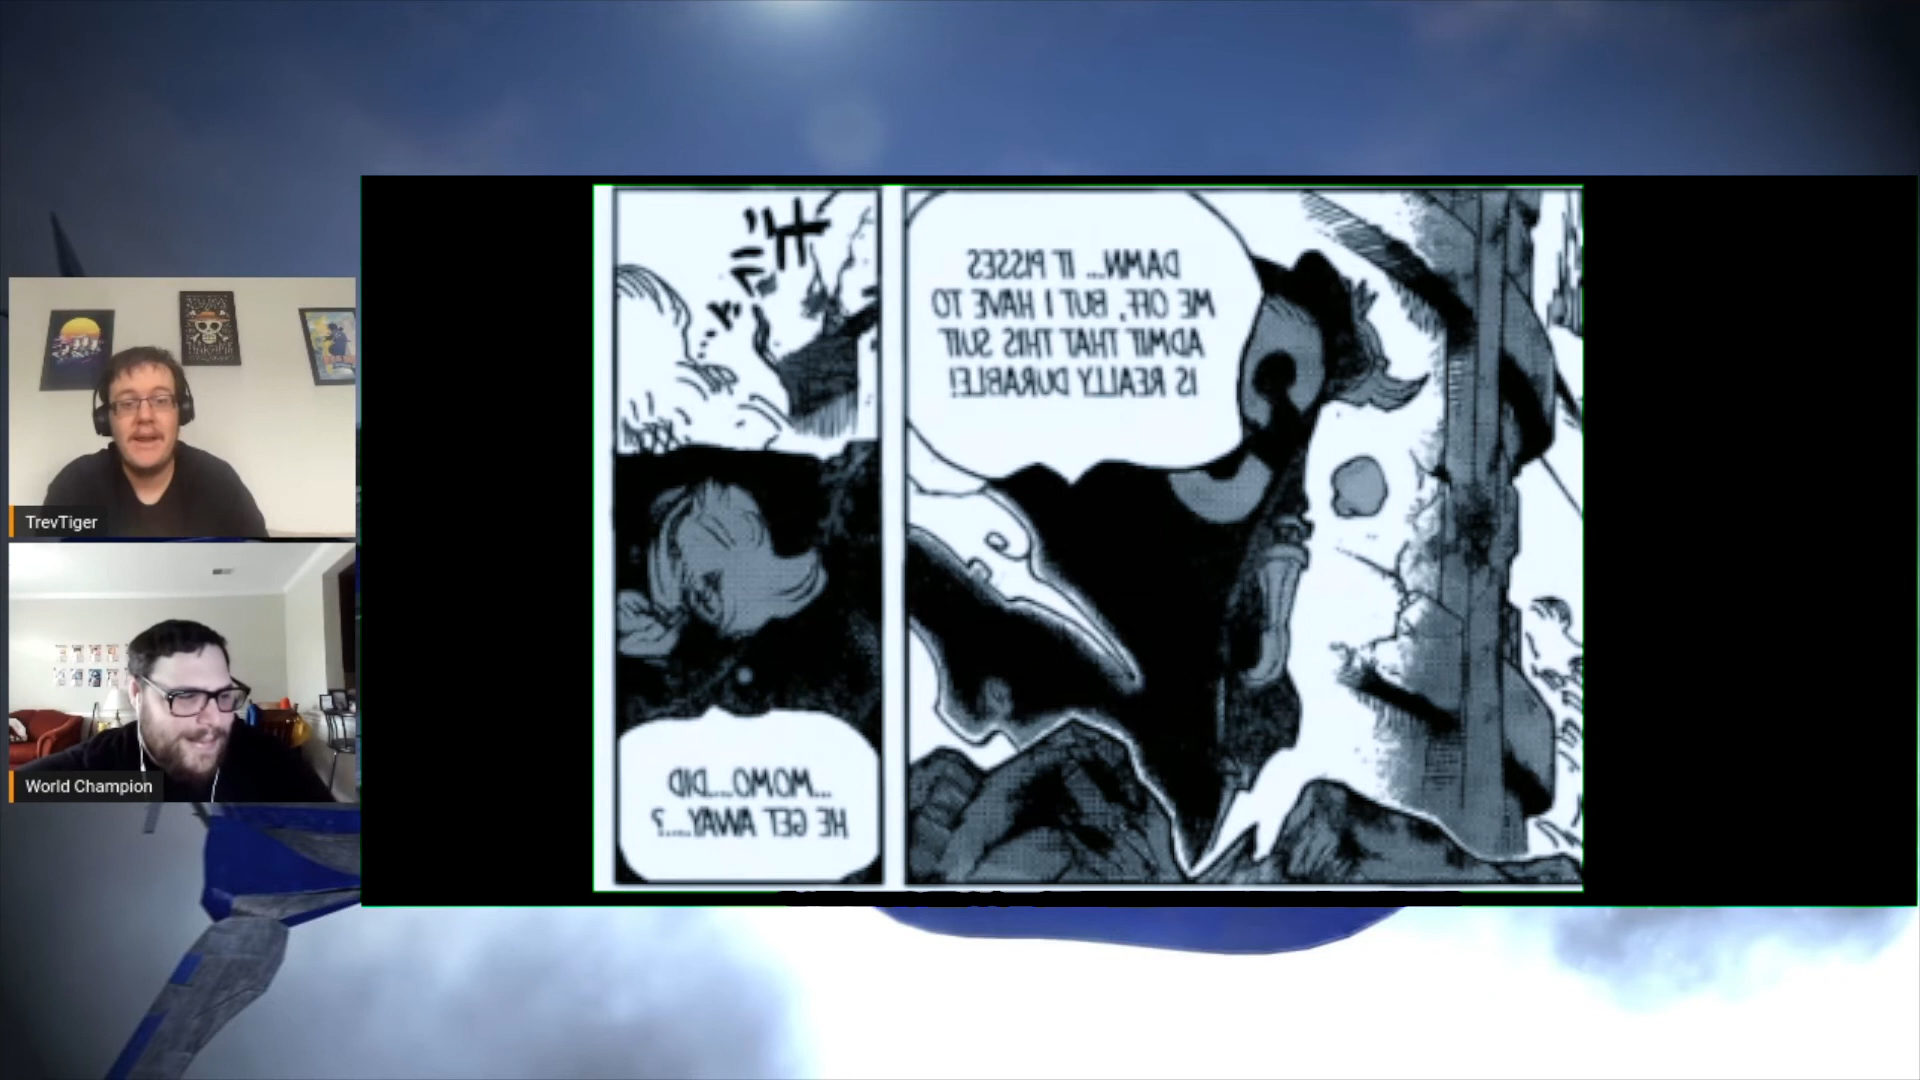 TrevTiger
World Champion
DAMN... IT PISSES
ME OFF, BUT I HAVE TO
ADMIT THAT THIS SUIT
IS REALLY DURABLE!
...MOMO...DID
HE GET AWAY....?